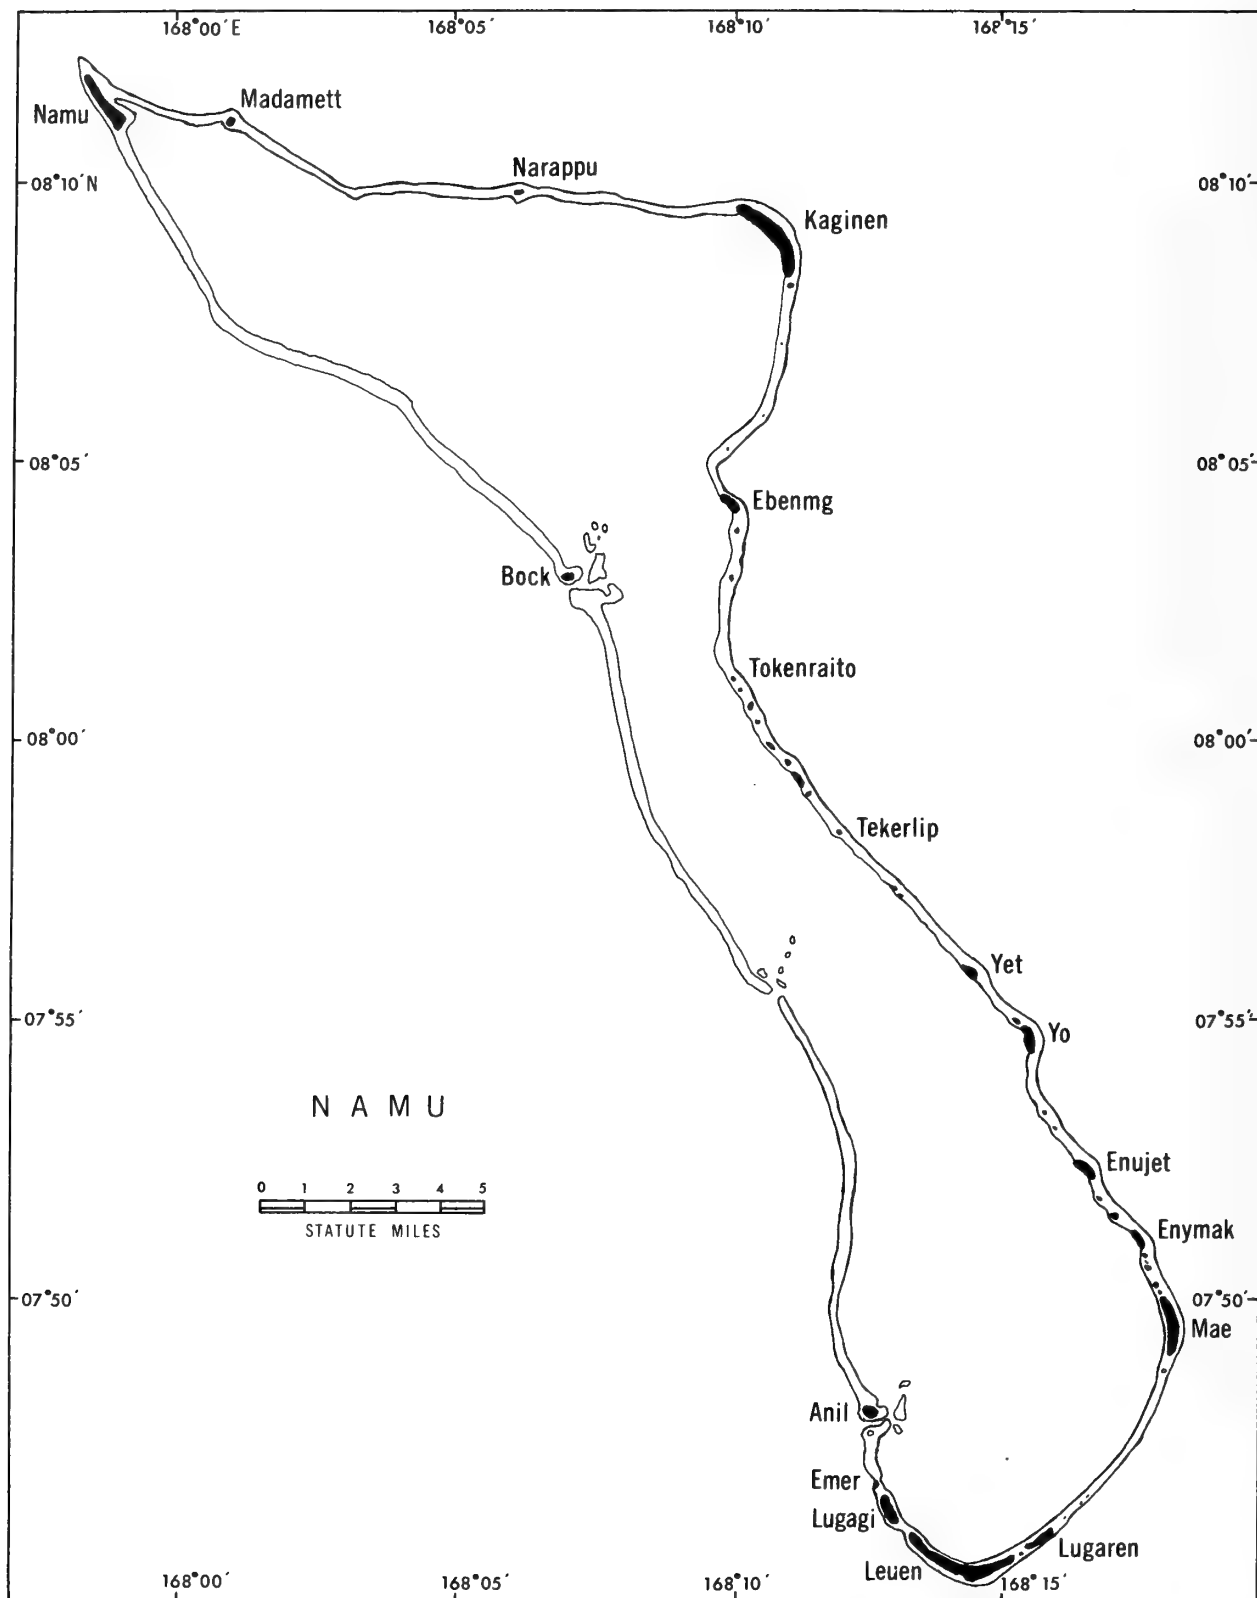 168°00′E 168°05′ 168°10′ 168°15′
Madamett
Namu
Narappu
08°10′N 08°10′
Kaginen
08°05′ 08°05′
Ebenmg
Bock
Tokenraito
08°00′ 08°00′
Tekerlip
Yet
07°55′ 07°55′
Yo
NAMU
Enujet
0 1 2 3 4 5
STATUTE MILES
Enymak
07°50′ 07°50′
Mae
Anil
Emer
Lugagi
Lugaren
Leuen
168°00′ 168°05′ 168°10′ 168°15′